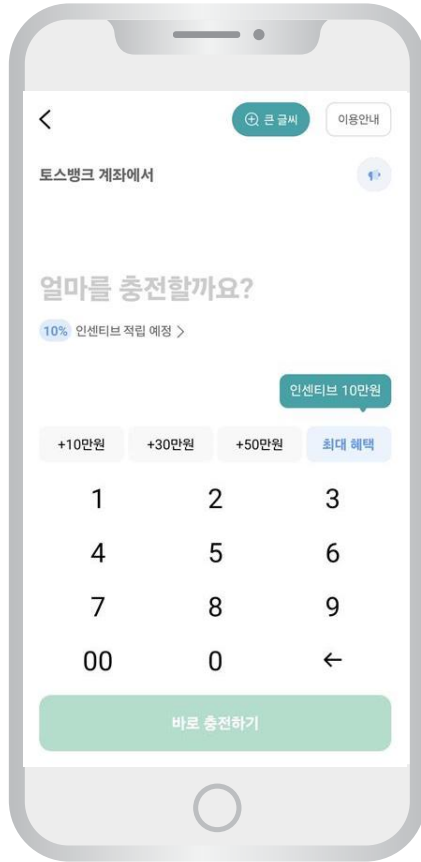 큰 글씨 이용안내
토스뱅크 계좌에서
얼마를 충전할까요?
10% 인센티브 적립 예정 >
인센티브 10만원
+10만원 +30만원 +50만원 최대 혜택
1 2 3
4 5 6
7 8 9
00 0 ←
바로 충전하기